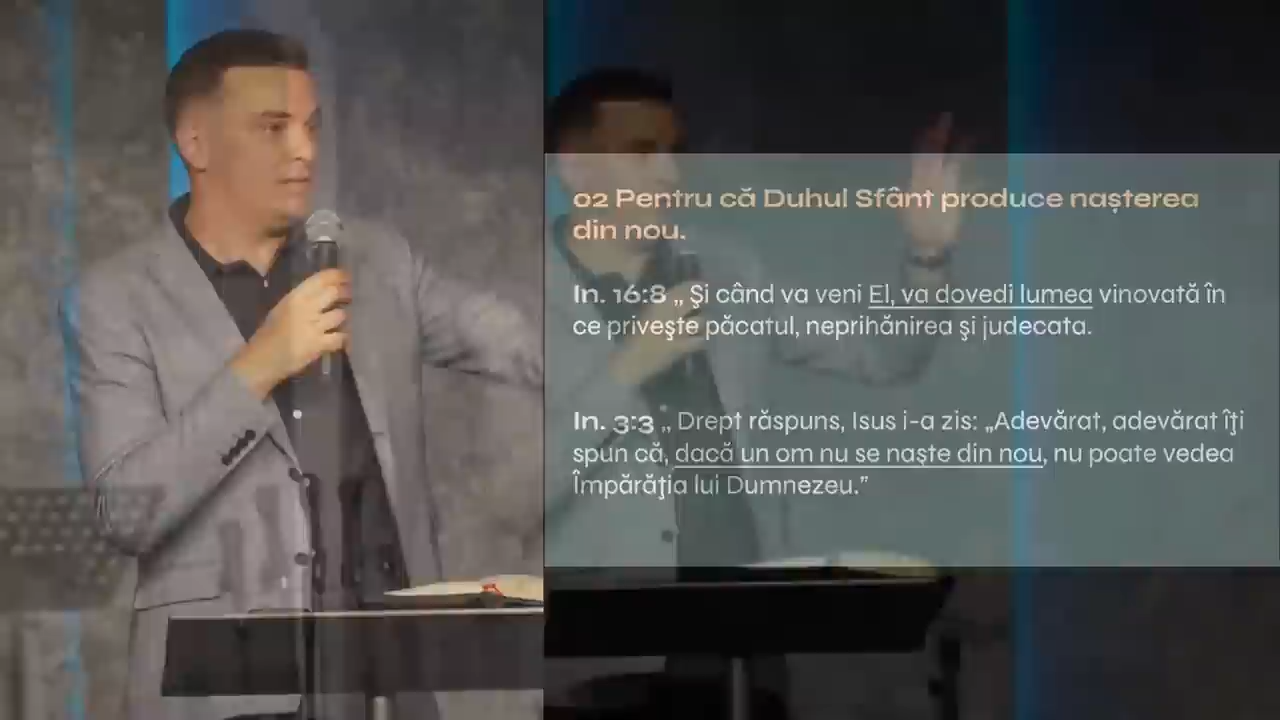 02 Pentru că Duhul Sfânt produce nașterea
din nou.
In. 16:8 „ Şi când va veni El, va dovedi lumea vinovată în
ce priveşte păcatul, neprihănirea şi judecata.
In. 3:3 „ Drept răspuns, Isus i-a zis: „Adevărat, adevărat îţi
spun că, dacă un om nu se naşte din nou, nu poate vedea
Împărăţia lui Dumnezeu.”